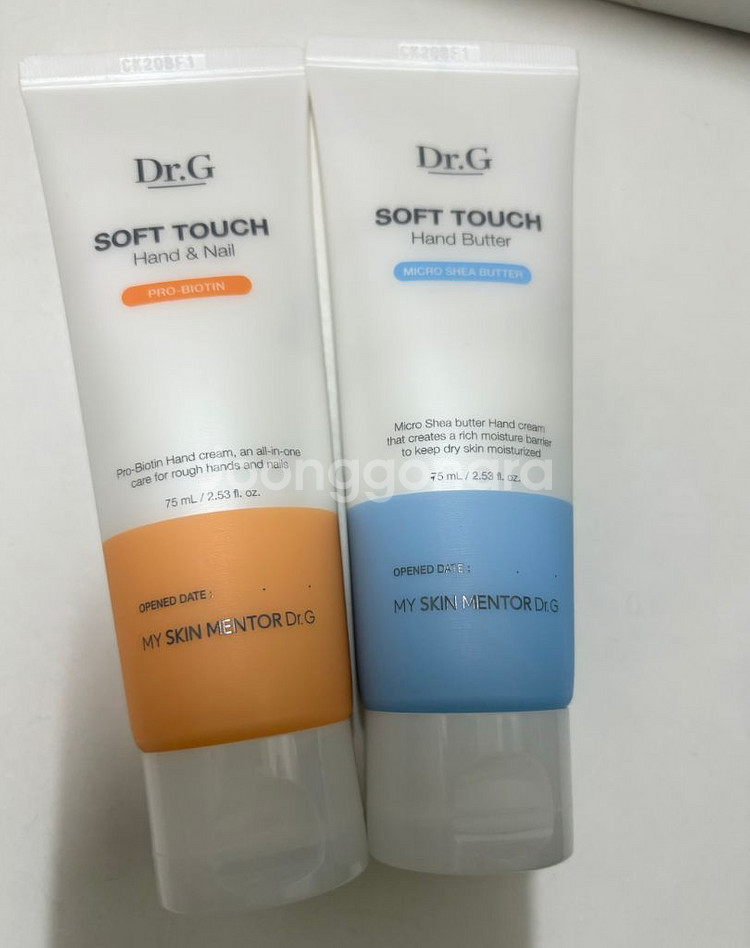 CK208F1
Dr.G
SOFT TOUCH
Hand & Nail
PRO-BIOTIN
Pro-Biotin Hand cream, an all-in-one
care for rough hands and nails
75 mL / 2.53 fl. oz.
OPENED DATE :
MY SKIN MENTOR Dr.G
CK208F1
Dr.G
SOFT TOUCH
Hand Butter
MICRO SHEA BUTTER
Micro Shea butter Hand cream
that creates a rich moisture barrier
to keep dry skin moisturized
75 mL / 2.53 fl. oz.
OPENED DATE :
MY SKIN MENTOR Dr.G